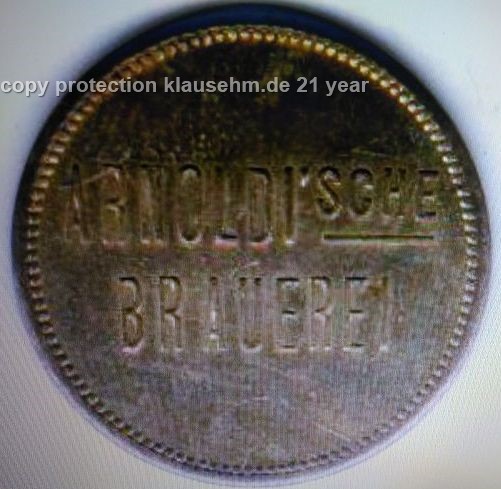 copy protection klausehm.de 21 year
ARNOLDI'SCHE
BRAUEREI